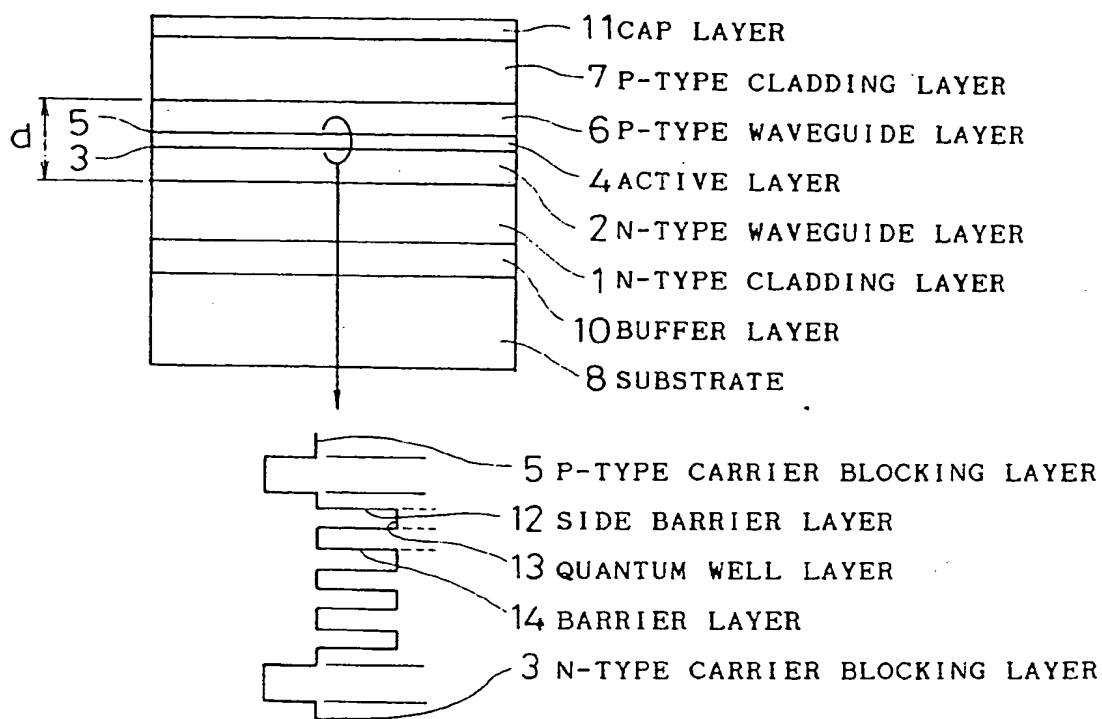 11 CAP LAYER
7 P-TYPE CLADDING LAYER
d
5
6 P-TYPE WAVEGUIDE LAYER
3
4 ACTIVE LAYER
2 N-TYPE WAVEGUIDE LAYER
1 N-TYPE CLADDING LAYER
10 BUFFER LAYER
8 SUBSTRATE
5 P-TYPE CARRIER BLOCKING LAYER
12 SIDE BARRIER LAYER
13 QUANTUM WELL LAYER
14 BARRIER LAYER
3 N-TYPE CARRIER BLOCKING LAYER